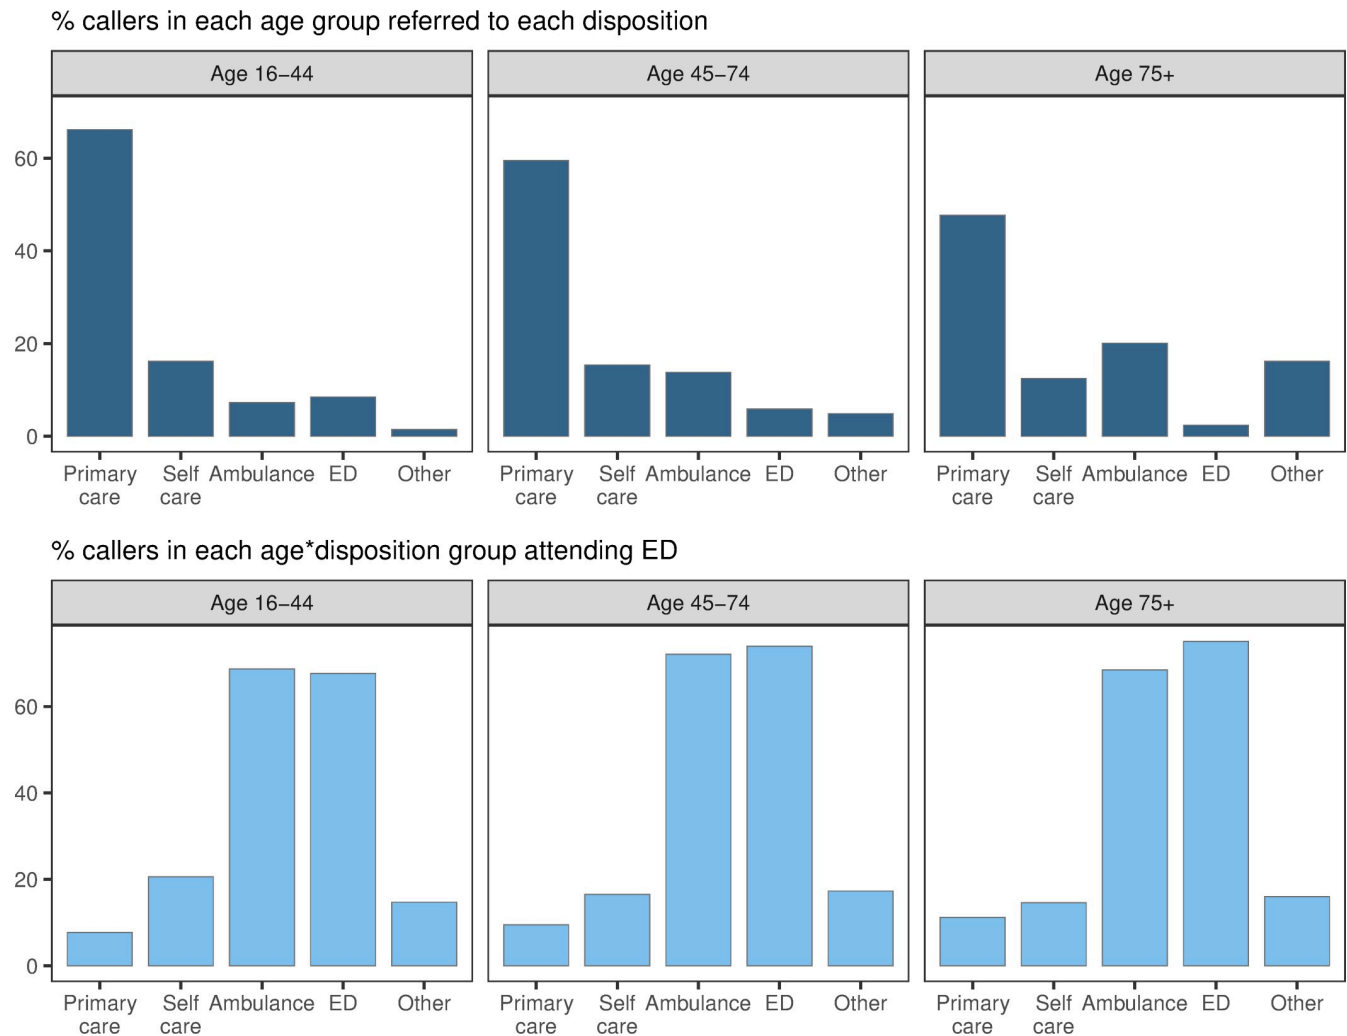 % callers in each age group referred to each disposition
Age 16−44
Age 45−74
Age 75+
60
40
20
0
Primary care
Self care
Ambulance
ED
Other
Primary care
Self care
Ambulance
ED
Other
Primary care
Self care
Ambulance
ED
Other
% callers in each age*disposition group attending ED
Age 16−44
Age 45−74
Age 75+
60
40
20
0
Primary care
Self care
Ambulance
ED
Other
Primary care
Self care
Ambulance
ED
Other
Primary care
Self care
Ambulance
ED
Other